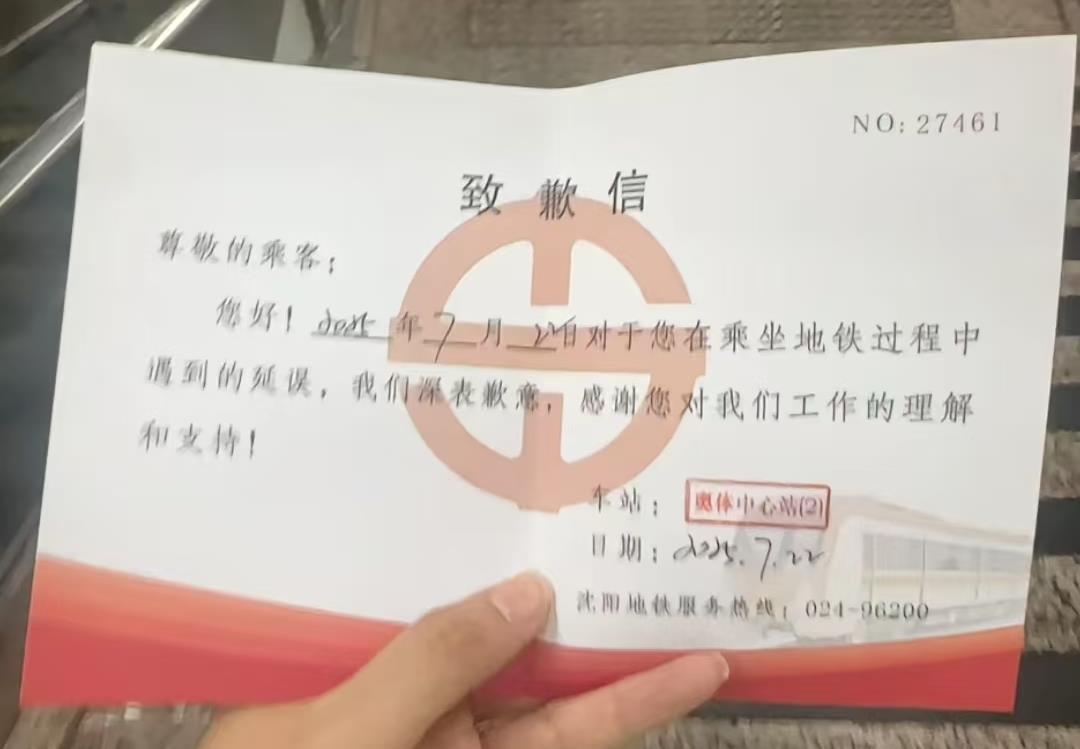 NO: 27461
致歉信
尊敬的乘客：
您好！2025年7月22日对于您在乘坐地铁过程中
遇到的延误，我们深表歉意，感谢您对我们工作的理解
和支持！
车站：奥体中心站(2)
日期：2025.7.22
沈阳地铁服务热线：024-96200